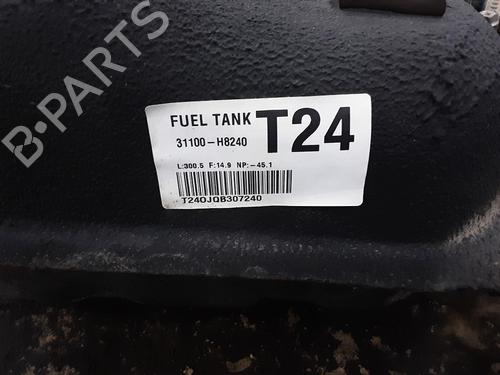 B-PARTS
FUEL TANK T24
31100-H8240
L:300.5 F:14.9 NP:-45.1
T240JQB307240